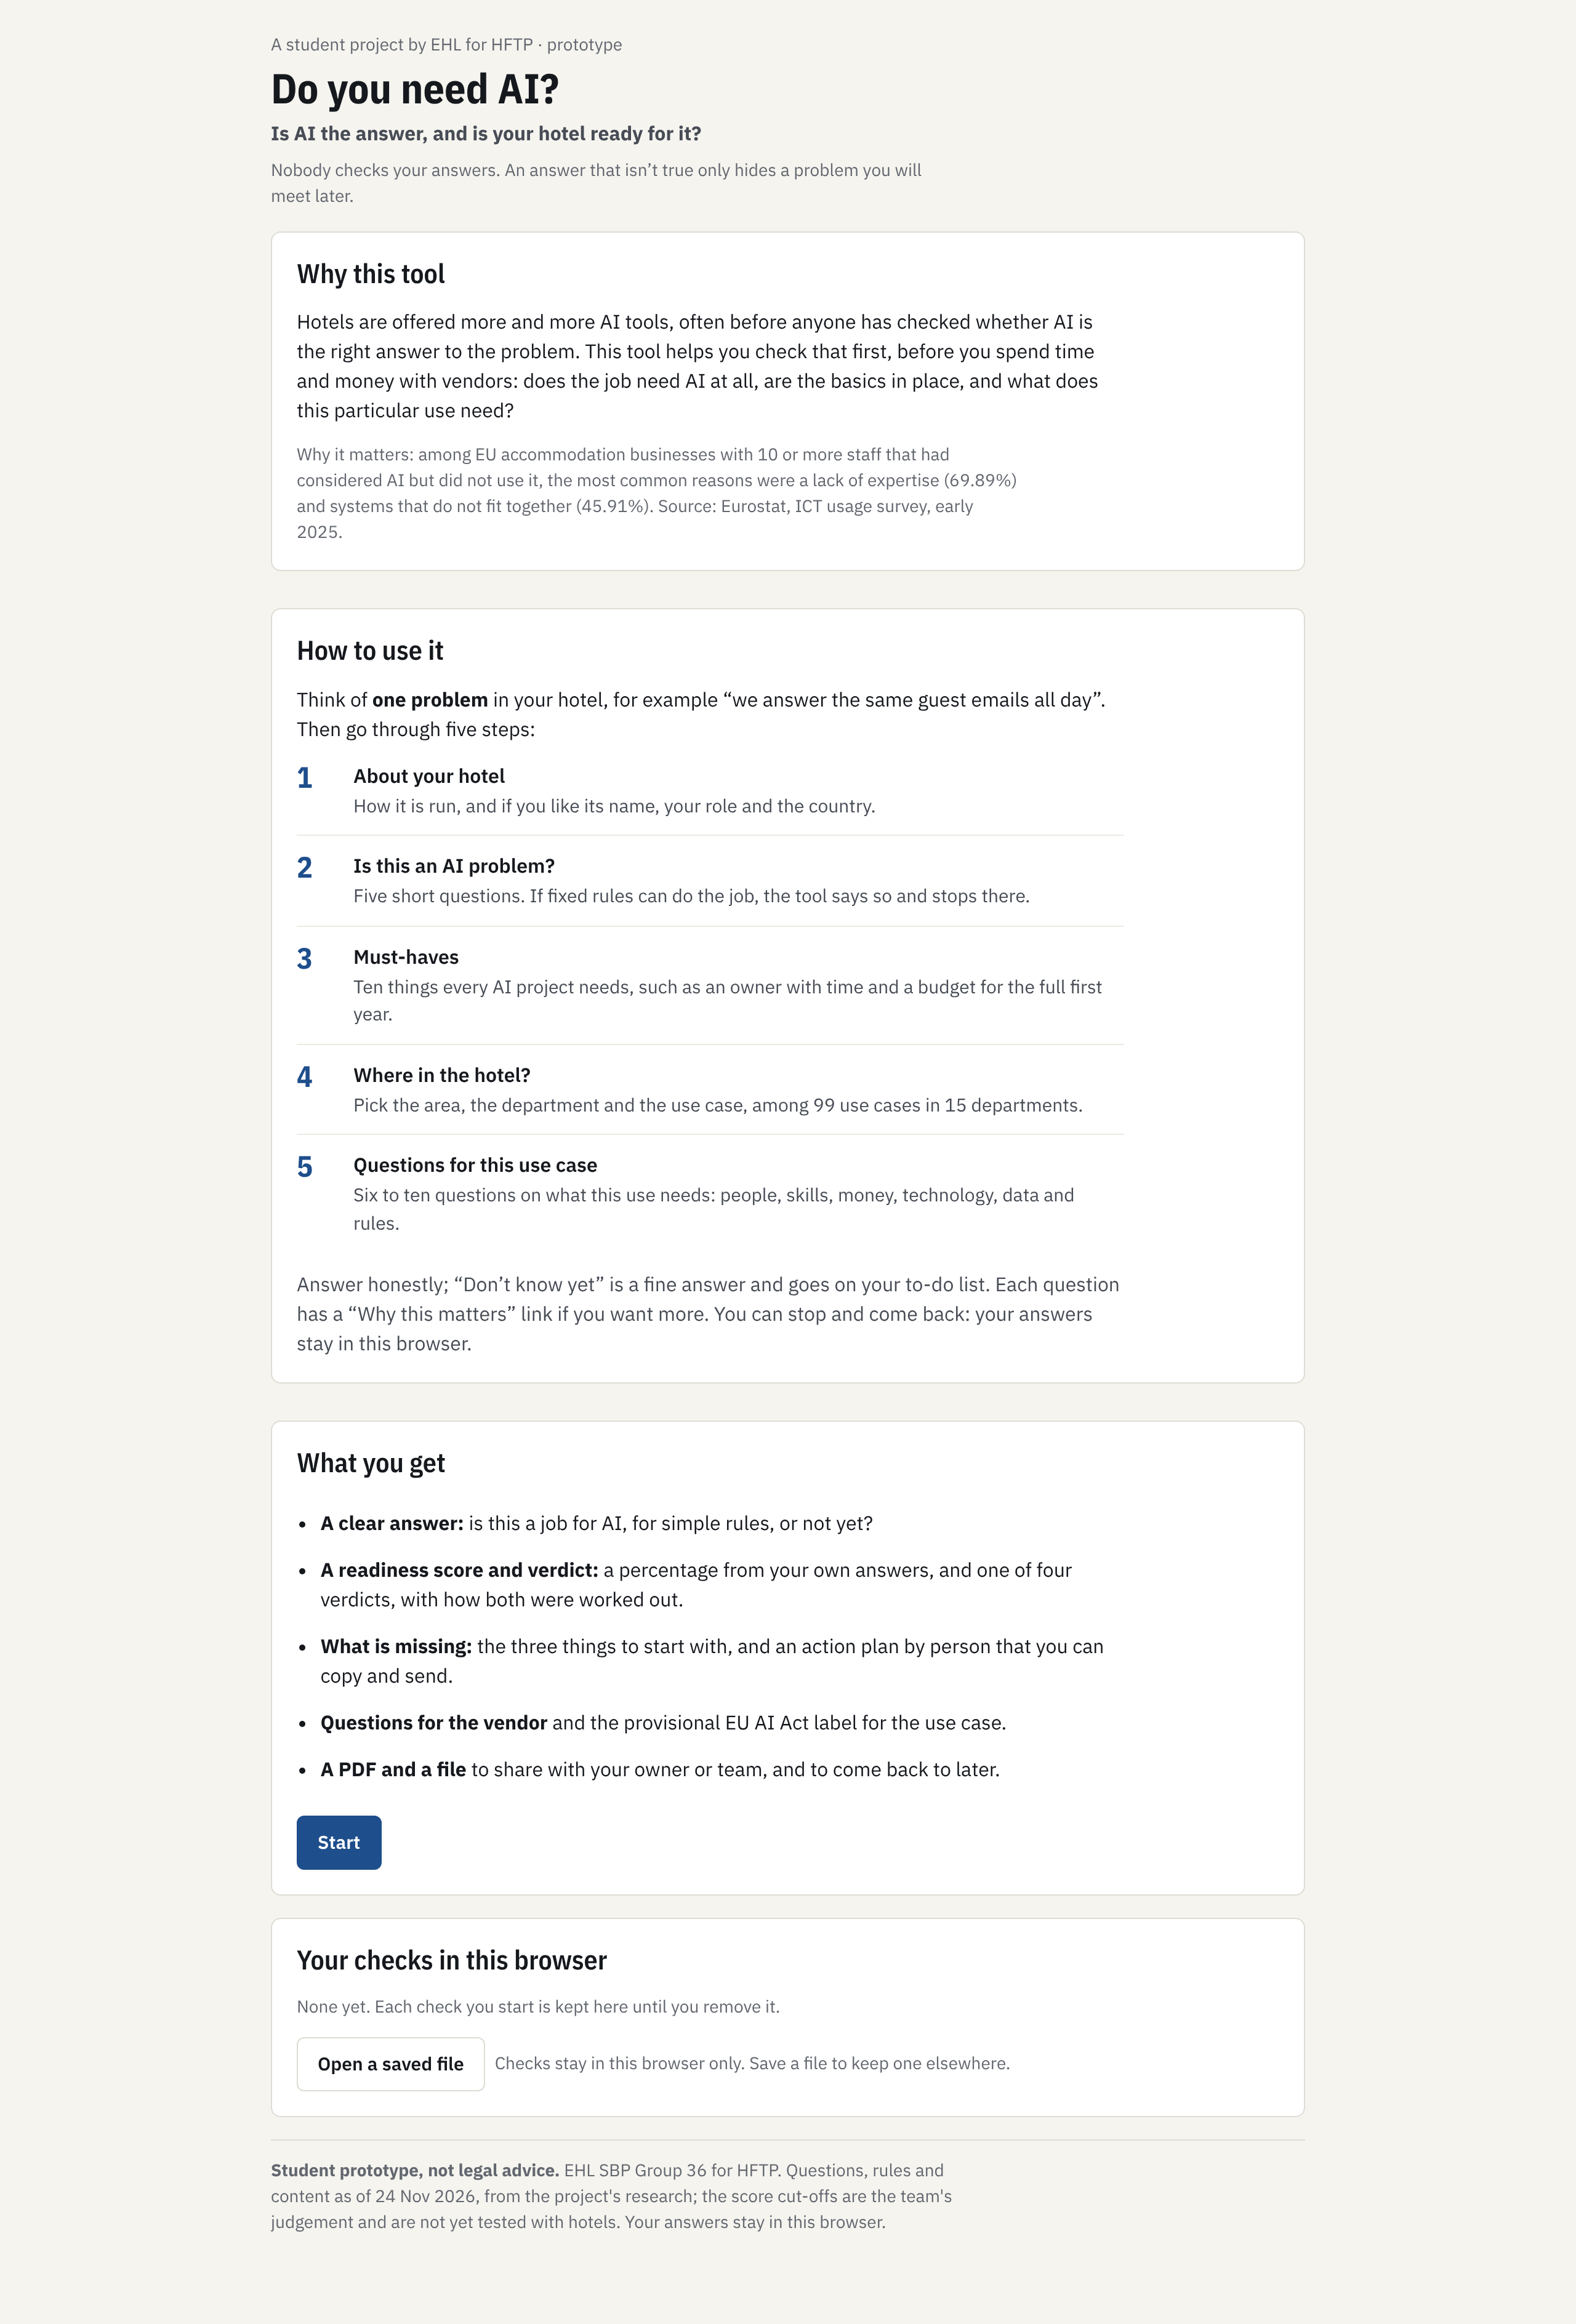 A student project by EHL for HFTP · prototype
Do you need AI?
Is AI the answer, and is your hotel ready for it?
Nobody checks your answers. An answer that isn’t true only hides a problem you will
meet later.
Why this tool
Hotels are offered more and more AI tools, often before anyone has checked whether AI is
the right answer to the problem. This tool helps you check that first, before you spend time
and money with vendors: does the job need AI at all, are the basics in place, and what does
this particular use need?
Why it matters: among EU accommodation businesses with 10 or more staff that had
considered AI but did not use it, the most common reasons were a lack of expertise (69.89%)
and systems that do not fit together (45.91%). Source: Eurostat, ICT usage survey, early
2025.
How to use it
Think of one problem in your hotel, for example “we answer the same guest emails all day”.
Then go through five steps:
1 About your hotel
How it is run, and if you like its name, your role and the country.
2 Is this an AI problem?
Five short questions. If fixed rules can do the job, the tool says so and stops there.
3 Must-haves
Ten things every AI project needs, such as an owner with time and a budget for the full first
year.
4 Where in the hotel?
Pick the area, the department and the use case, among 99 use cases in 15 departments.
5 Questions for this use case
Six to ten questions on what this use needs: people, skills, money, technology, data and
rules.
Answer honestly; “Don’t know yet” is a fine answer and goes on your to-do list. Each question
has a “Why this matters” link if you want more. You can stop and come back: your answers
stay in this browser.
What you get
• A clear answer: is this a job for AI, for simple rules, or not yet?
• A readiness score and verdict: a percentage from your own answers, and one of four
verdicts, with how both were worked out.
• What is missing: the three things to start with, and an action plan by person that you can
copy and send.
• Questions for the vendor and the provisional EU AI Act label for the use case.
• A PDF and a file to share with your owner or team, and to come back to later.
Start
Your checks in this browser
None yet. Each check you start is kept here until you remove it.
Open a saved file Checks stay in this browser only. Save a file to keep one elsewhere.
Student prototype, not legal advice. EHL SBP Group 36 for HFTP. Questions, rules and
content as of 24 Nov 2026, from the project's research; the score cut-offs are the team's
judgement and are not yet tested with hotels. Your answers stay in this browser.